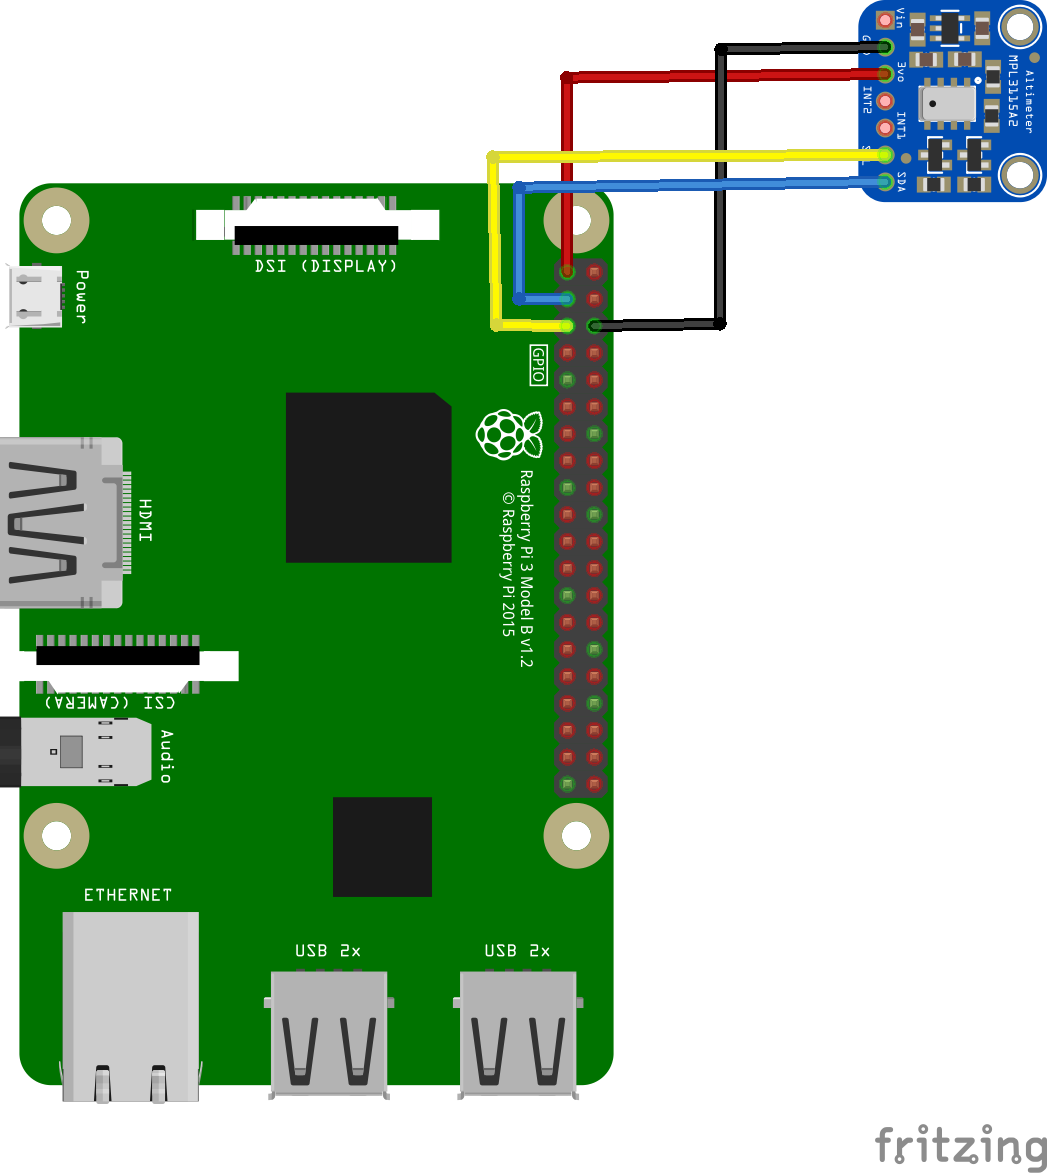 Vin
3vo
INT2
INT1
SDA
Altimeter
MPL3115A2
DSI (DISPLAY)
Power
GPIO
HDMI
Raspberry Pi 3 Model B v1.2
© Raspberry Pi 2015
CSI (CAMERA)
Audio
ETHERNET
USB 2x
USB 2x
fritzing